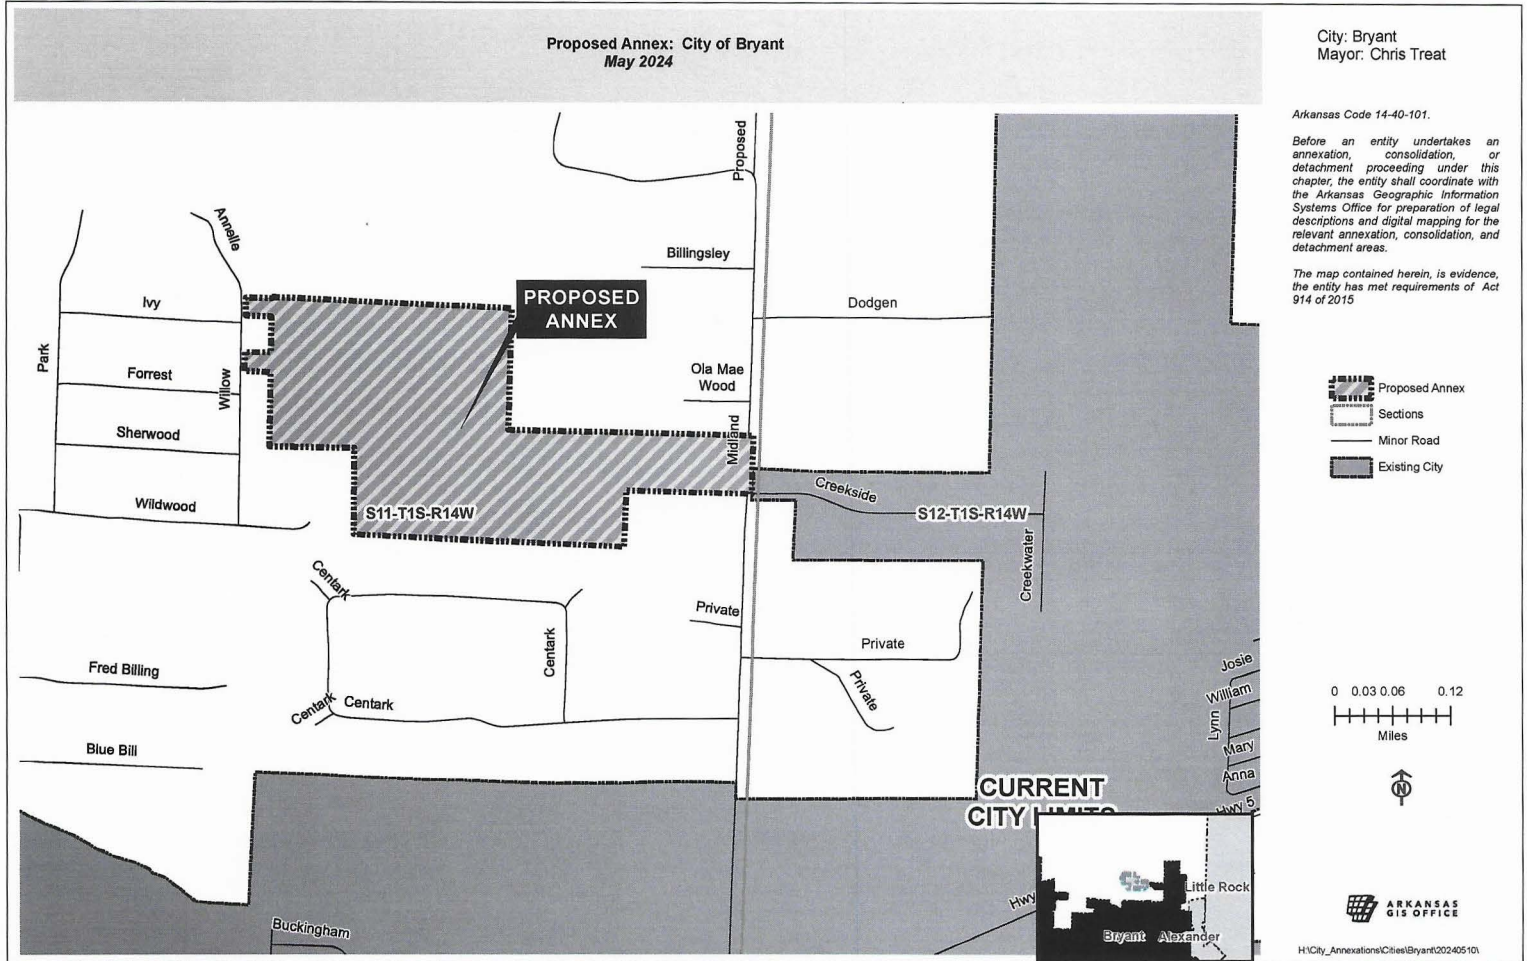 Proposed Annex: City of Bryant
May 2024
City: Bryant
Mayor: Chris Treat
Arkansas Code 14-40-101.
Before an entity undertakes an
annexation, consolidation, or
detachment proceeding under this
chapter, the entity shall coordinate with
the Arkansas Geographic Information
Systems Office for preparation of legal
descriptions and digital mapping for the
relevant annexation, consolidation, and
detachment areas.
The map contained herein, is evidence,
the entity has met requirements of Act
914 of 2015
Proposed Annex
Sections
Minor Road
Existing City
0 0.03 0.06 0.12
Miles
N
ARKANSAS
GIS OFFICE
H:\City_Annexations\Cities\Bryant\20240510\
Proposed
Annelle
Billingsley
PROPOSED
ANNEX
Ivy
Dodgen
Park
Forrest
Willow
Ola Mae
Wood
Sherwood
Midland
Wildwood
S11-T1S-R14W
Creekside
S12-T1S-R14W
Creekwater
Centark
Private
Centark
Private
Private
Fred Billing
Centark
Centark
Blue Bill
Josie
William
Lynn
Mary
Anna
Hwy 5
CURRENT
CITY LIMITS
Hwy
Little Rock
Bryant
Alexander
Buckingham